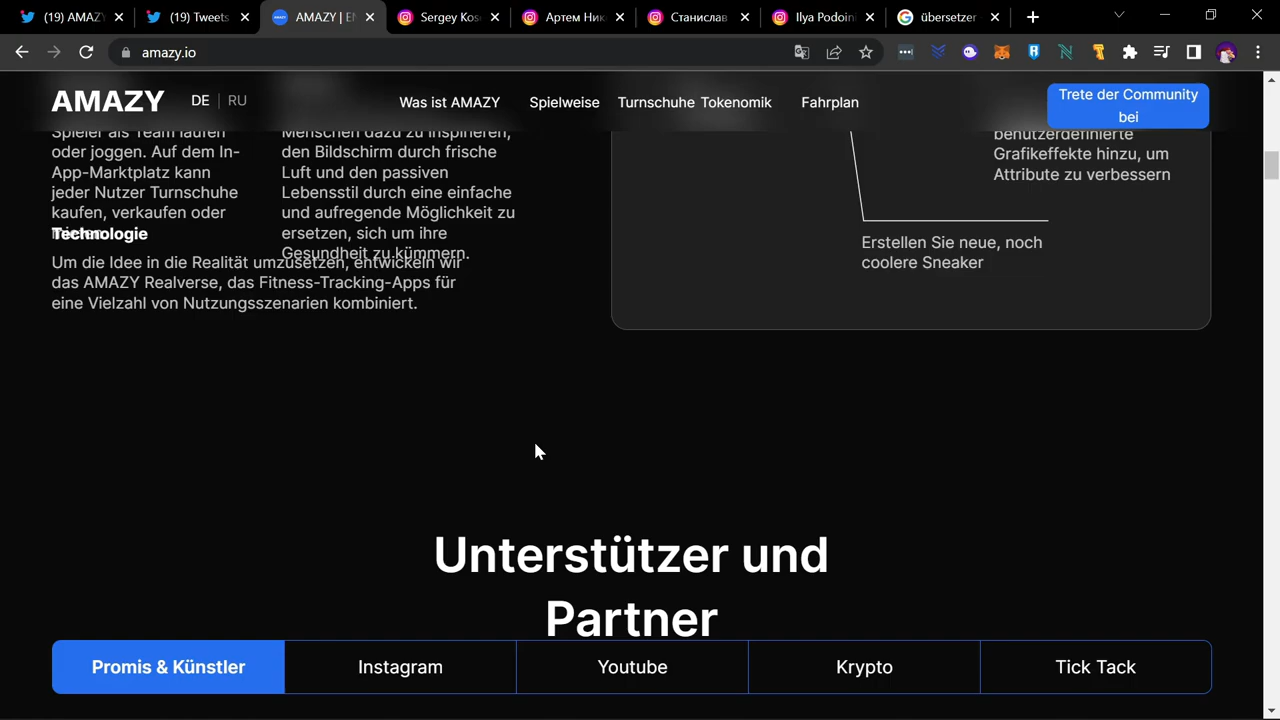 (19) AMAZ
(19) Tweets
AMAZY | E
Sergey Kos
Артем Ник
Станислав
Ilya Podoin
übersetzer
amazy.io
AMAZY
DE | RU
Was ist AMAZY
Spielweise
Turnschuhe
Tokenomik
Fahrplan
Trete der Community
bei
Spieler als Team laufen
oder joggen. Auf dem In-
App-Marktplatz kann
jeder Nutzer Turnschuhe
kaufen, verkaufen oder
Menschen dazu zu inspirieren,
den Bildschirm durch frische
Luft und den passiven
Lebensstil durch eine einfache
und aufregende Möglichkeit zu
ersetzen, sich um ihre
Gesundheit zu kümmern.
Technologie
Um die Idee in die Realität umzusetzen, entwickeln wir
das AMAZY Realverse, das Fitness-Tracking-Apps für
eine Vielzahl von Nutzungsszenarien kombiniert.
benutzerdefinierte
Grafikeffekte hinzu, um
Attribute zu verbessern
Erstellen Sie neue, noch
coolere Sneaker
Unterstützer und
Partner
Promis & Künstler
Instagram
Youtube
Krypto
Tick Tack